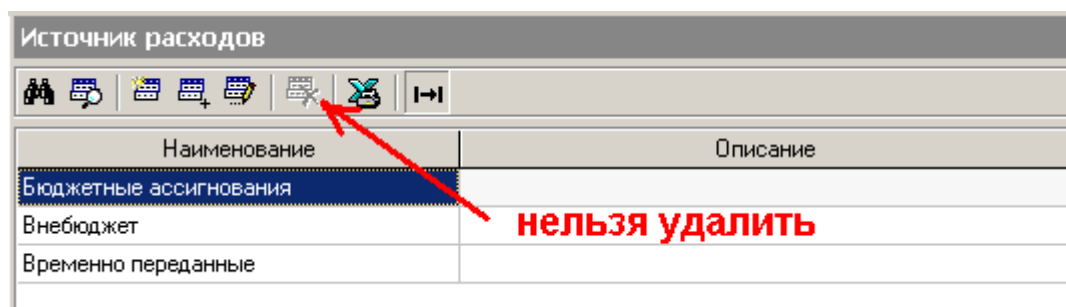 Источник расходов
Наименование Описание
Бюджетные ассигнования
Внебюджет
нельзя удалить
Временно переданные